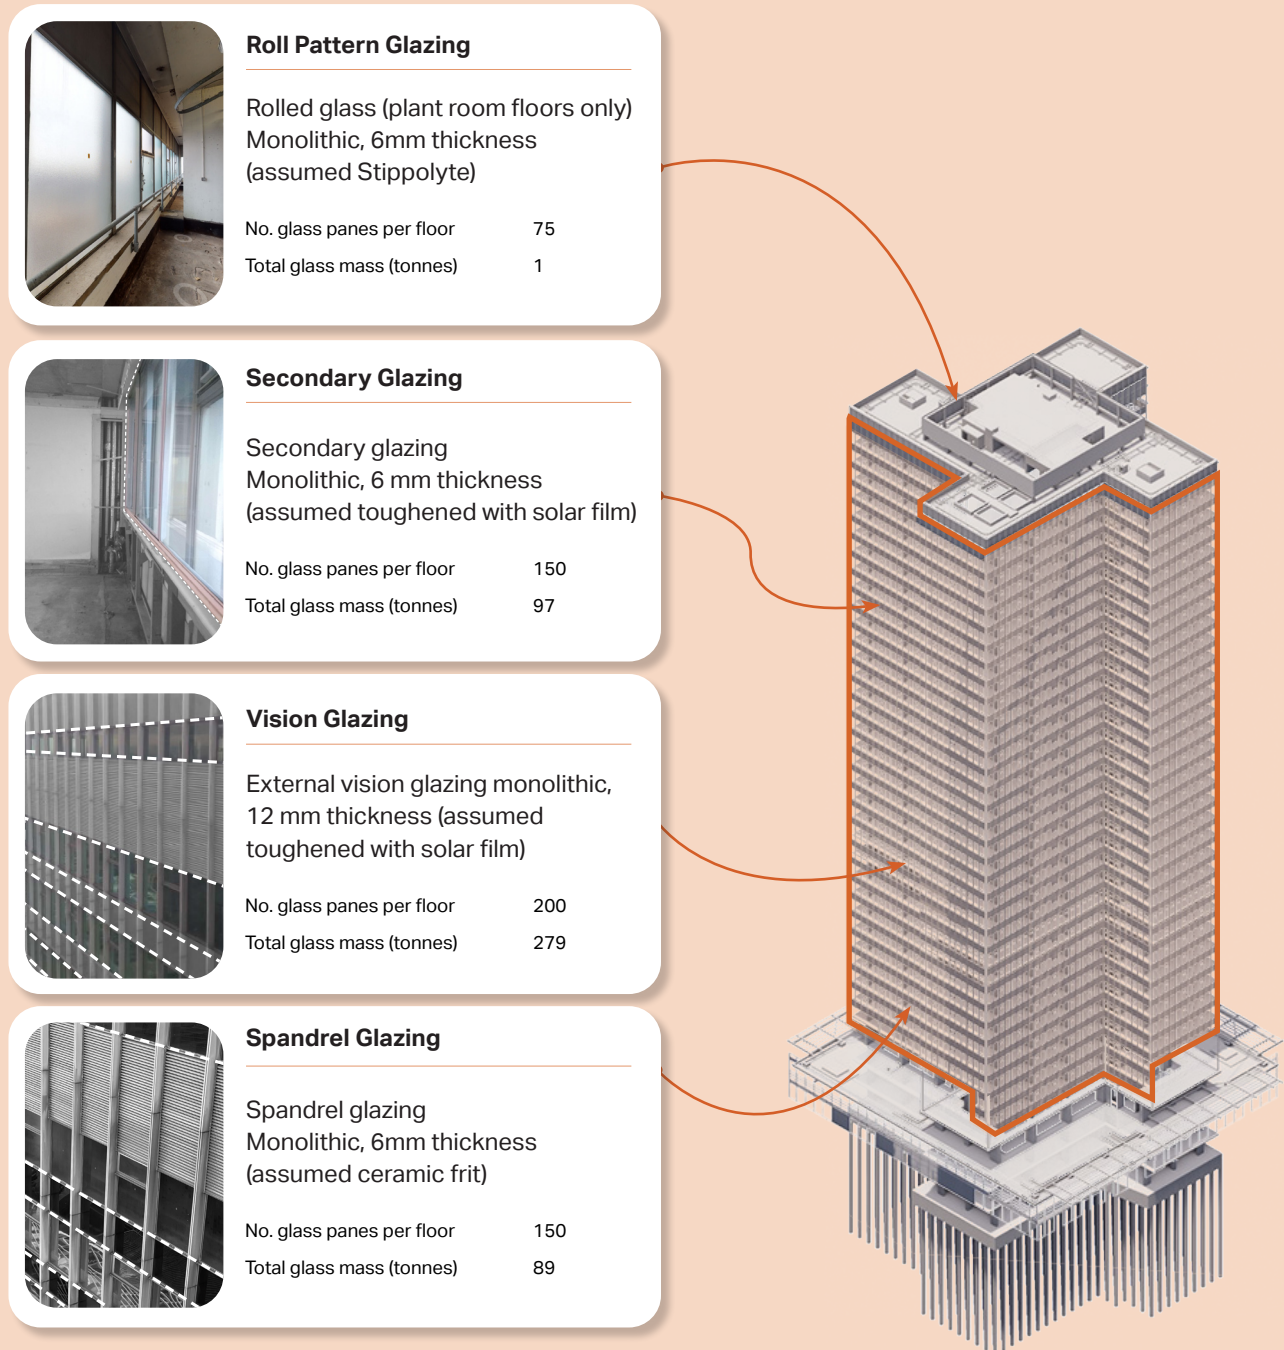 Roll Pattern Glazing
Rolled glass (plant room floors only)
Monolithic, 6mm thickness
(assumed Stippolyte)
No. glass panes per floor 75
Total glass mass (tonnes) 1
Secondary Glazing
Secondary glazing
Monolithic, 6 mm thickness
(assumed toughened with solar film)
No. glass panes per floor 150
Total glass mass (tonnes) 97
Vision Glazing
External vision glazing monolithic,
12 mm thickness (assumed
toughened with solar film)
No. glass panes per floor 200
Total glass mass (tonnes) 279
Spandrel Glazing
Spandrel glazing
Monolithic, 6mm thickness
(assumed ceramic frit)
No. glass panes per floor 150
Total glass mass (tonnes) 89